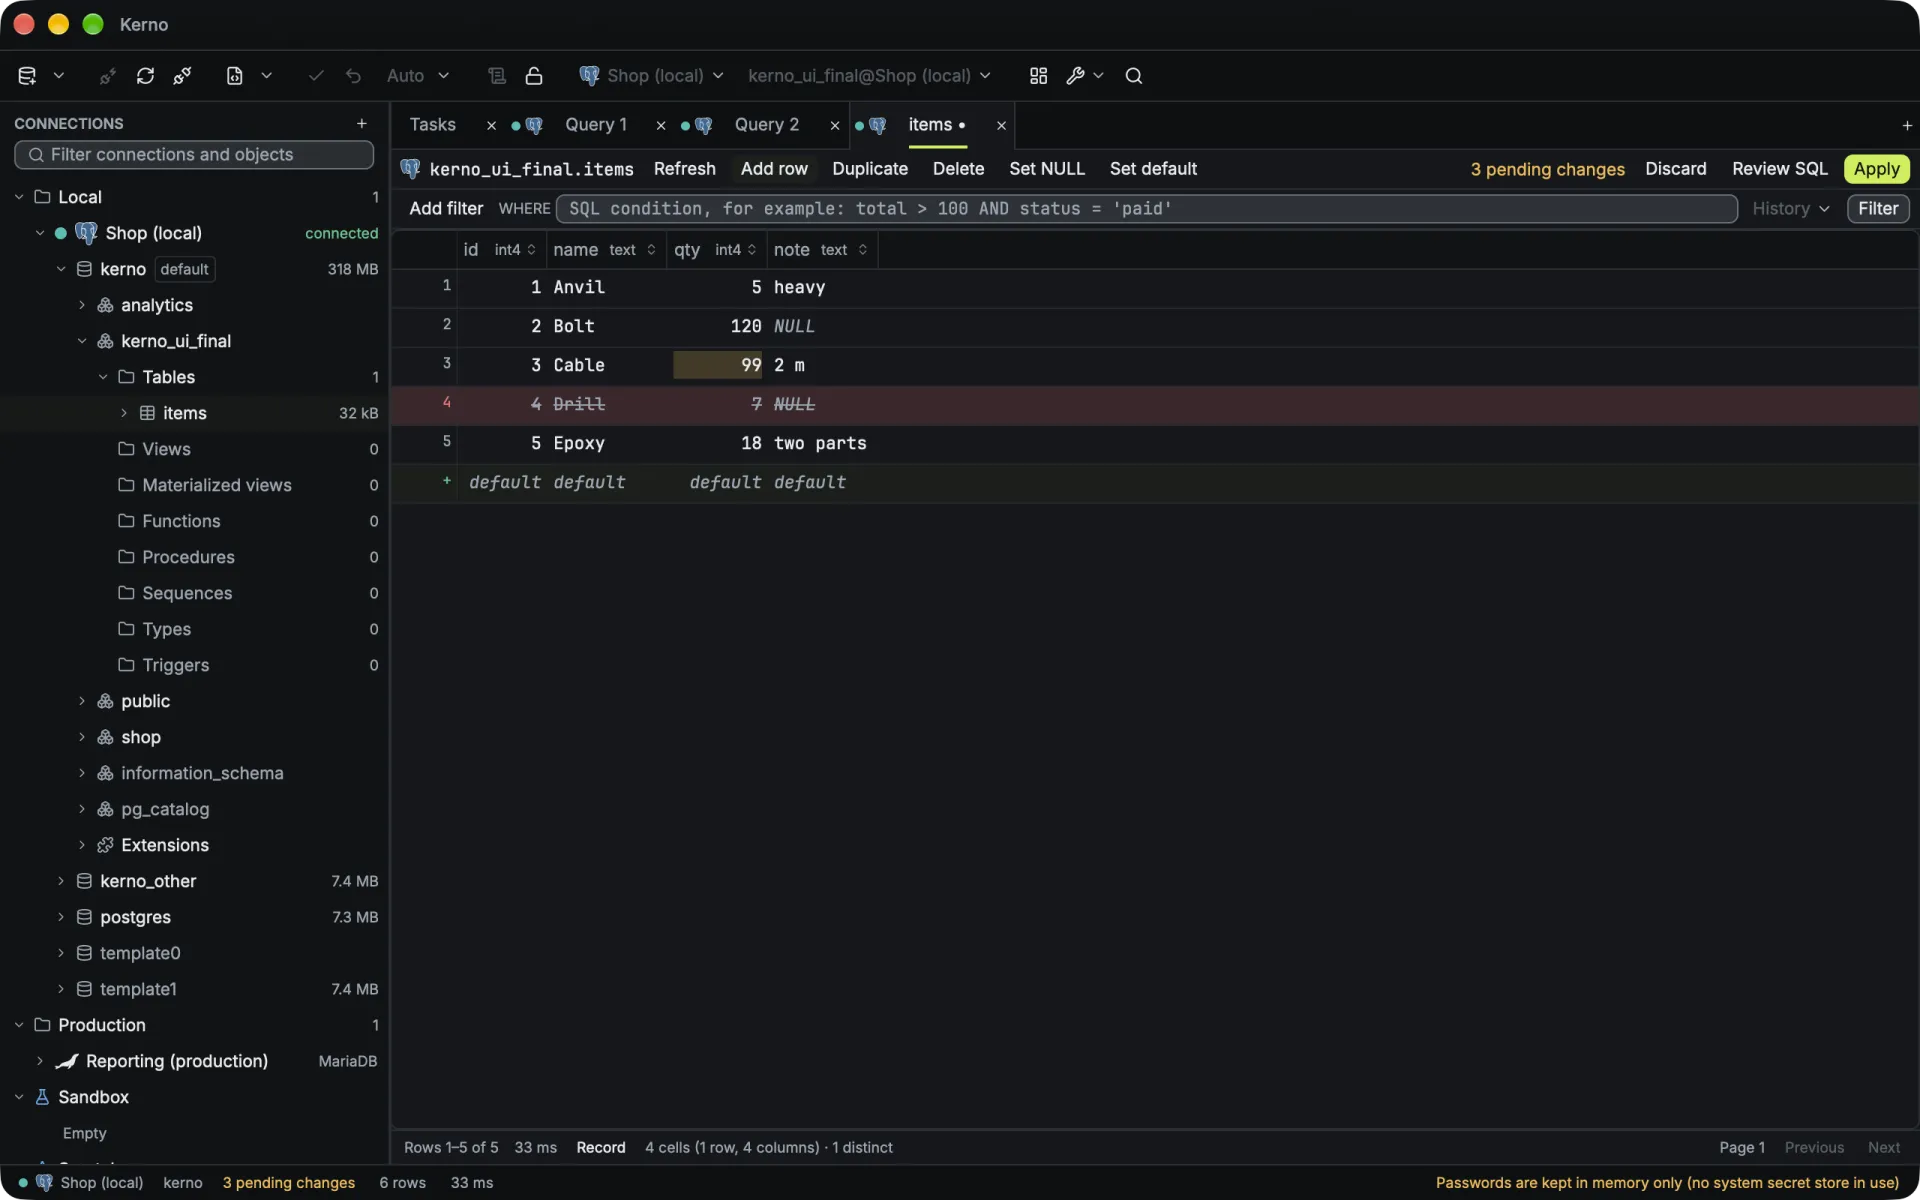 Kerno
Auto
Shop (local)
kerno_ui_final@Shop (local)
CONNECTIONS
Filter connections and objects
Local 1
Shop (local) connected
kerno default 318 MB
analytics
kerno_ui_final
Tables 1
items 32 kB
Views 0
Materialized views 0
Functions 0
Procedures 0
Sequences 0
Types 0
Triggers 0
public
shop
information_schema
pg_catalog
Extensions
kerno_other 7.4 MB
postgres 7.3 MB
template0
template1 7.4 MB
Production 1
Reporting (production) MariaDB
Sandbox
Empty
Tasks Query 1 Query 2 items •
kerno_ui_final.items Refresh Add row Duplicate Delete Set NULL Set default 3 pending changes Discard Review SQL Apply
Add filter WHERE SQL condition, for example: total > 100 AND status = 'paid' History Filter
id int4 name text qty int4 note text
1 1 Anvil 5 heavy
2 2 Bolt 120 NULL
3 3 Cable 99 2 m
4 4 Drill 7 NULL
5 5 Epoxy 18 two parts
+ default default default default
Rows 1–5 of 5 33 ms Record 4 cells (1 row, 4 columns) · 1 distinct Page 1 Previous Next
Shop (local) kerno 3 pending changes 6 rows 33 ms Passwords are kept in memory only (no system secret store in use)